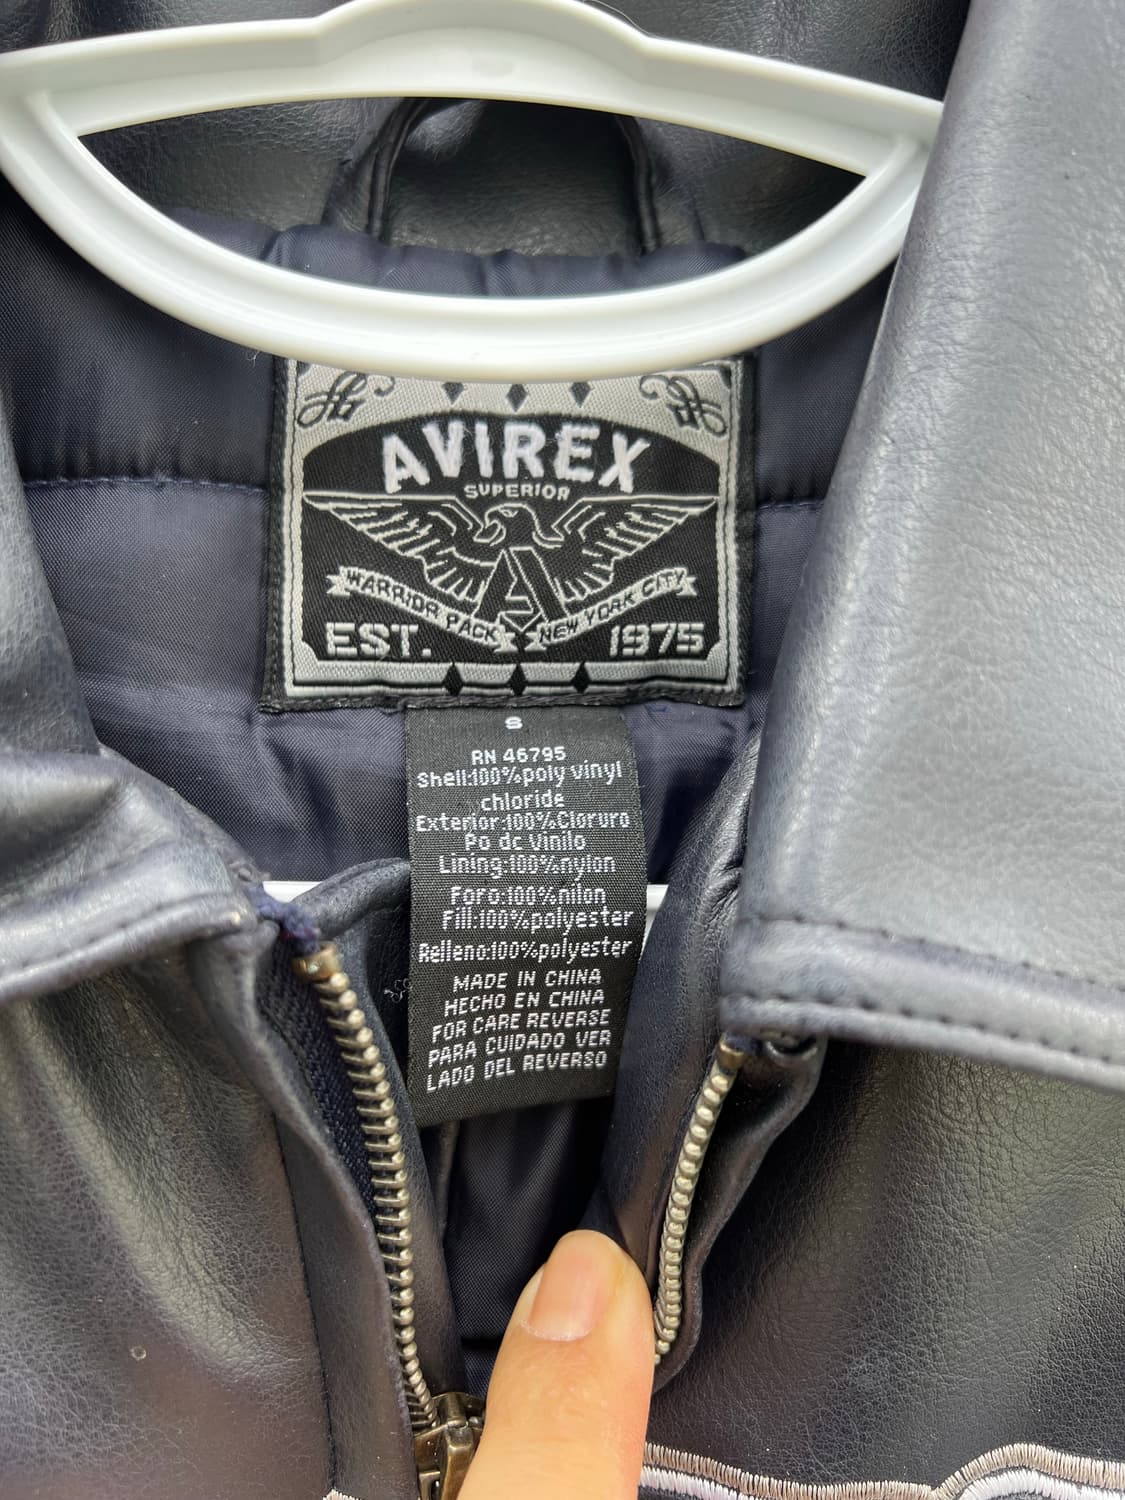 AVIREX
SUPERIOR
WARRIOR PACK NEW YORK CITY
EST. 1975
S
RN 46795
Shell:100%poly vinyl
chloride
Exterior:100%Cloruro
Po dc Vinilo
Lining:100%nylon
Foro:100%nilon
Fill:100%polyester
Relleno:100%polyester
MADE IN CHINA
HECHO EN CHINA
FOR CARE REVERSE
PARA CUIDADO VER
LADO DEL REVERSO